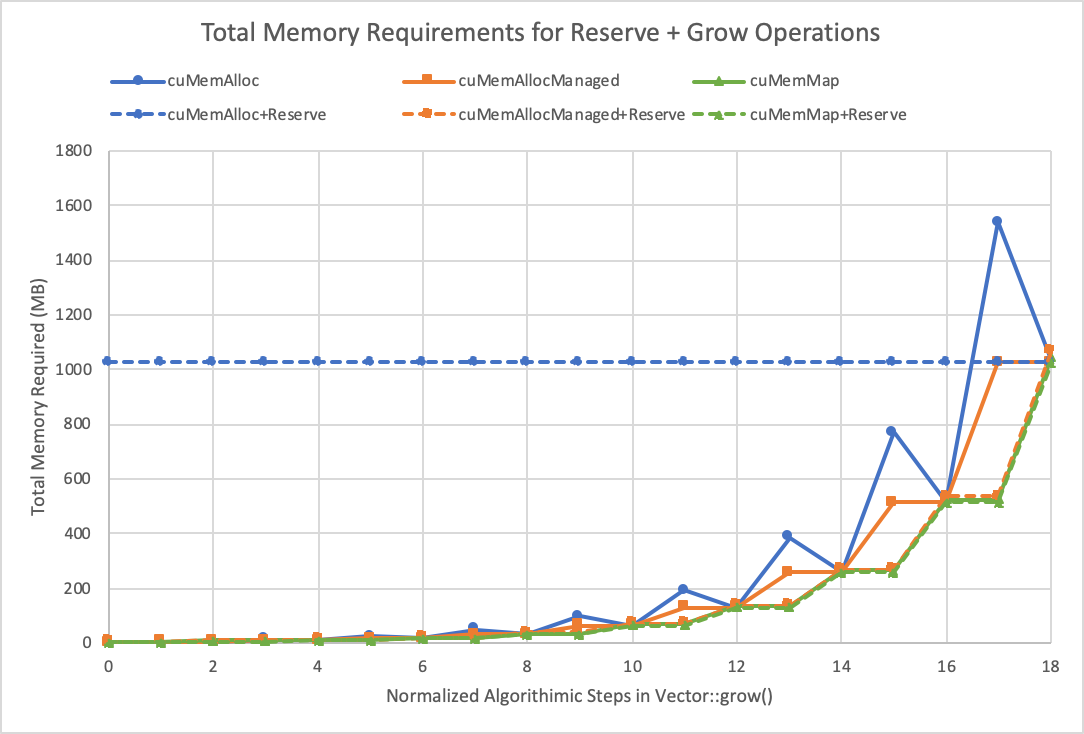 Total Memory Requirements for Reserve + Grow Operations
cuMemAlloc cuMemAllocManaged cuMemMap
cuMemAlloc+Reserve cuMemAllocManaged+Reserve cuMemMap+Reserve
Total Memory Required (MB)
1800
1600
1400
1200
1000
800
600
400
200
0
0 2 4 6 8 10 12 14 16 18
Normalized Algorithimic Steps in Vector::grow()